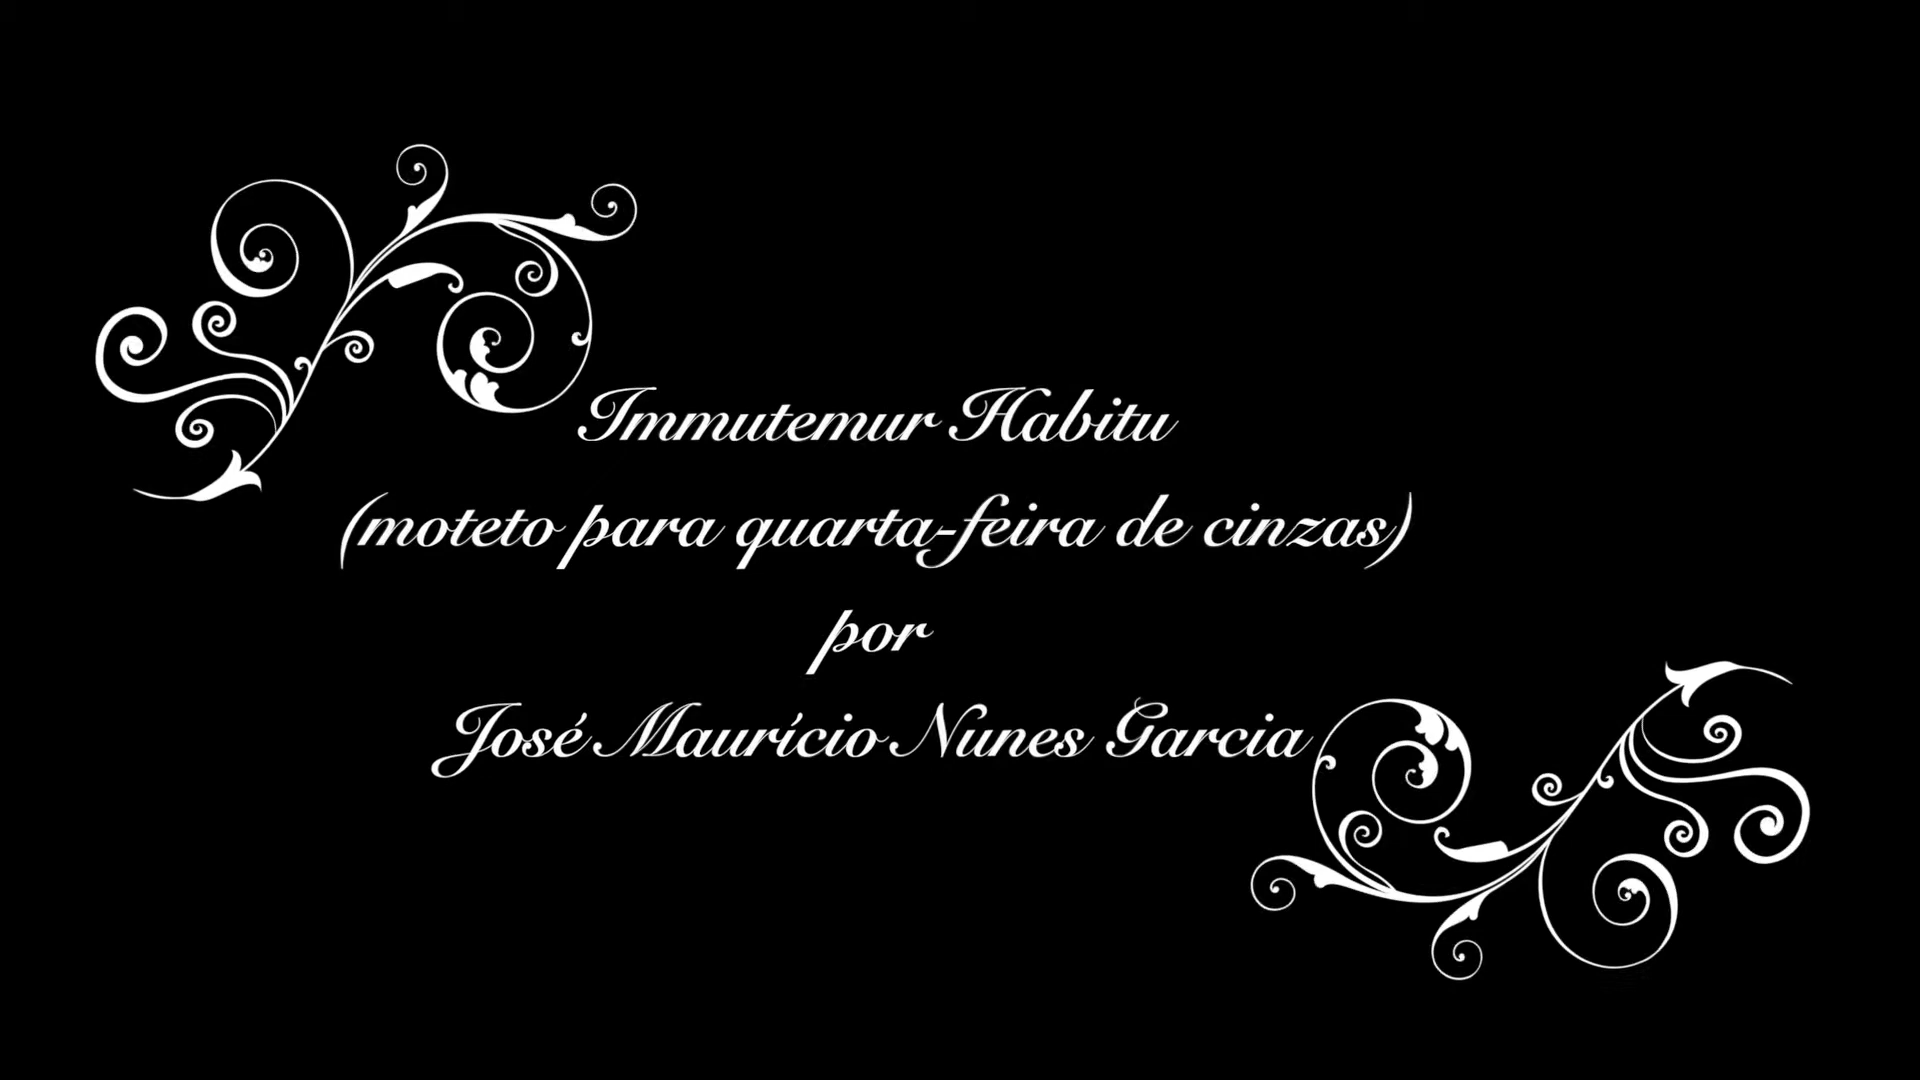 Immutemur Habitu
(moteto para quarta-feira de cinzas)
por
José Maurício Nunes Garcia